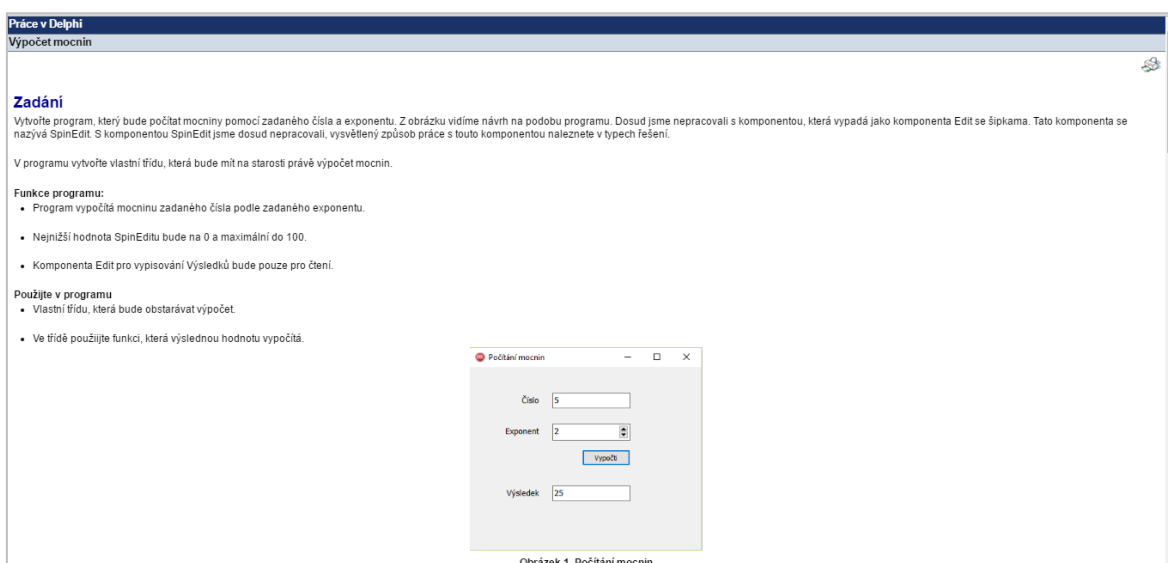 Práce v Delphi
Výpočet mocnin
Zadání
Vytvořte program, který bude počítat mocniny pomocí zadaného čísla a exponentu. Z obrázku vidíme návrh na podobu programu. Dosud jsme nepracovali s komponentou, která vypadá jako komponenta Edit se šipkama. Tato komponenta se
nazývá SpinEdit. S komponentou SpinEdit jsme dosud nepracovali, vysvětlený způsob práce s touto komponentou naleznete v typech řešení.
V programu vytvořte vlastní třídu, která bude mít na starosti právě výpočet mocnin.
Funkce programu:
• Program vypočítá mocninu zadaného čísla podle zadaného exponentu.
• Nejnižší hodnota SpinEditu bude na 0 a maximální do 100.
• Komponenta Edit pro vypisování Výsledků bude pouze pro čtení.
Použijte v programu
• Vlastní třídu, která bude obstarávat výpočet.
• Ve třídě použiijte funkci, která výslednou hodnotu vypočítá.
Počítání mocnin
Číslo 5
Exponent 2
Vypočti
Výsledek 25
Obrázek 1. Počítání mocnin